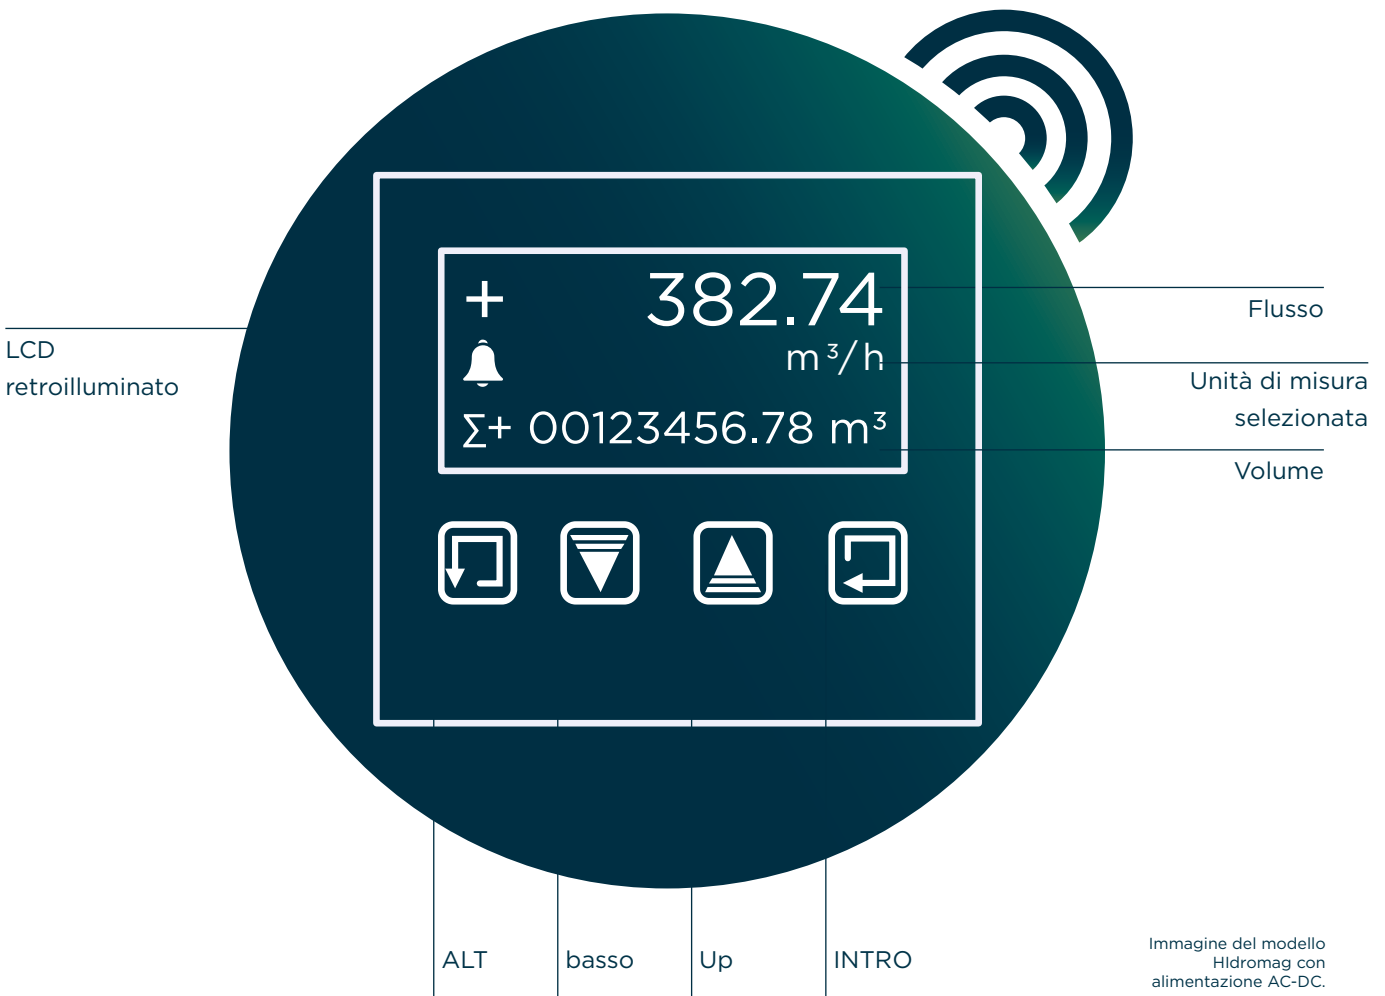 + 382.74
m³/h
Σ+ 00123456.78 m³
LCD
retroilluminato
Flusso
Unità di misura
selezionata
Volume
ALT
basso
Up
INTRO
Immagine del modello
HIdromag con
alimentazione AC-DC.